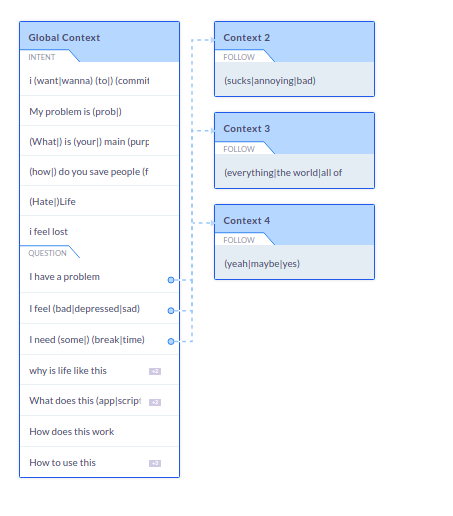 Global Context
INTENT
i (want|wanna) (to|) (commit
My problem is (prob|)
(What|) is (your|) main (purp
(how|) do you save people (f
(Hate|)Life
i feel lost
QUESTION
I have a problem
I feel (bad|depressed|sad)
I need (some|) (break|time)
why is life like this
What does this (app|script
How does this work
How to use this
Context 2
FOLLOW
(sucks|annoying|bad)
Context 3
FOLLOW
(everything|the world|all of
Context 4
FOLLOW
(yeah|maybe|yes)